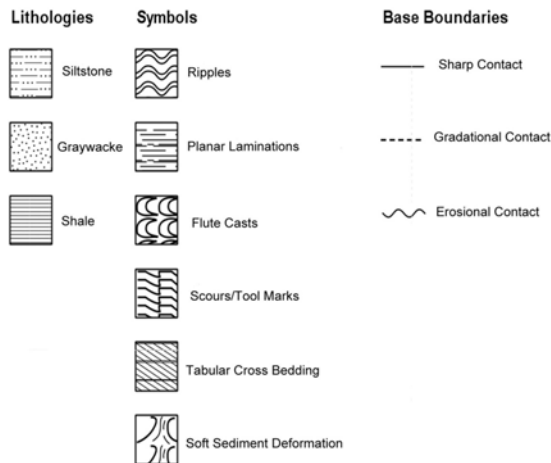 Lithologies
Siltstone
Graywacke
Shale
Symbols
Ripples
Planar Laminations
Flute Casts
Scours/Tool Marks
Tabular Cross Bedding
Soft Sediment Deformation
Base Boundaries
Sharp Contact
Gradational Contact
Erosional Contact